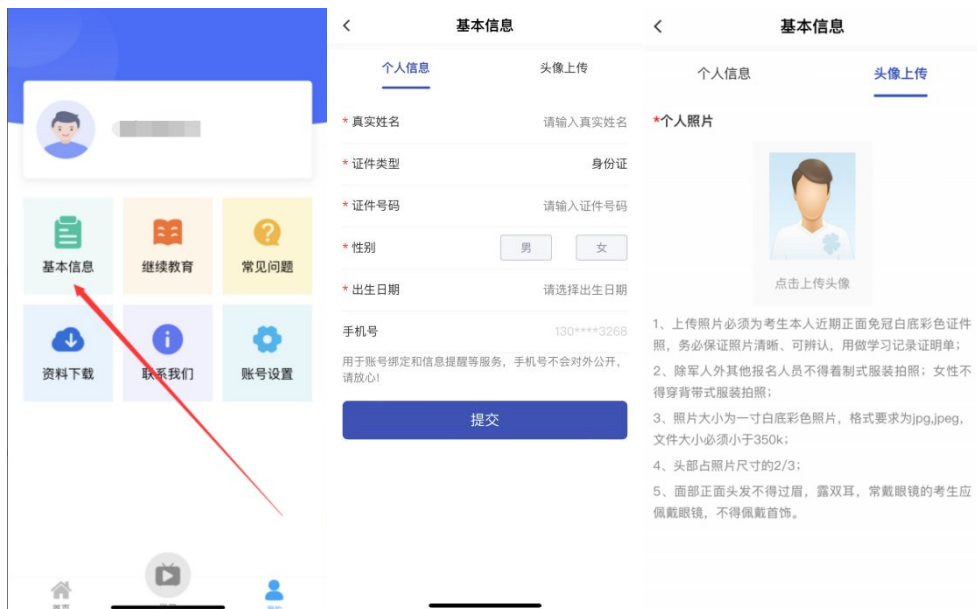 基本信息
继续教育
常见问题
资料下载
联系我们
账号设置
基本信息
个人信息
头像上传
* 真实姓名
请输入真实姓名
* 证件类型
身份证
* 证件号码
请输入证件号码
* 性别
男
女
* 出生日期
请选择出生日期
手机号
130****3268
用于账号绑定和信息提醒等服务，手机号不会对外公开，
请放心!
提交
基本信息
个人信息
头像上传
*个人照片
点击上传头像
1、上传照片必须为考生本人近期正面免冠白底彩色证件
照，务必保证照片清晰、可辨认，用做学习记录证明单；
2、除军人外其他报名人员不得着制式服装拍照；女性不
得穿背带式服装拍照；
3、照片大小为一寸白底彩色照片，格式要求为jpg,jpeg,
文件大小必须小于350k；
4、头部占照片尺寸的2/3；
5、面部正面头发不得过眉，露双耳，常戴眼镜的考生应
佩戴眼镜，不得佩戴首饰。